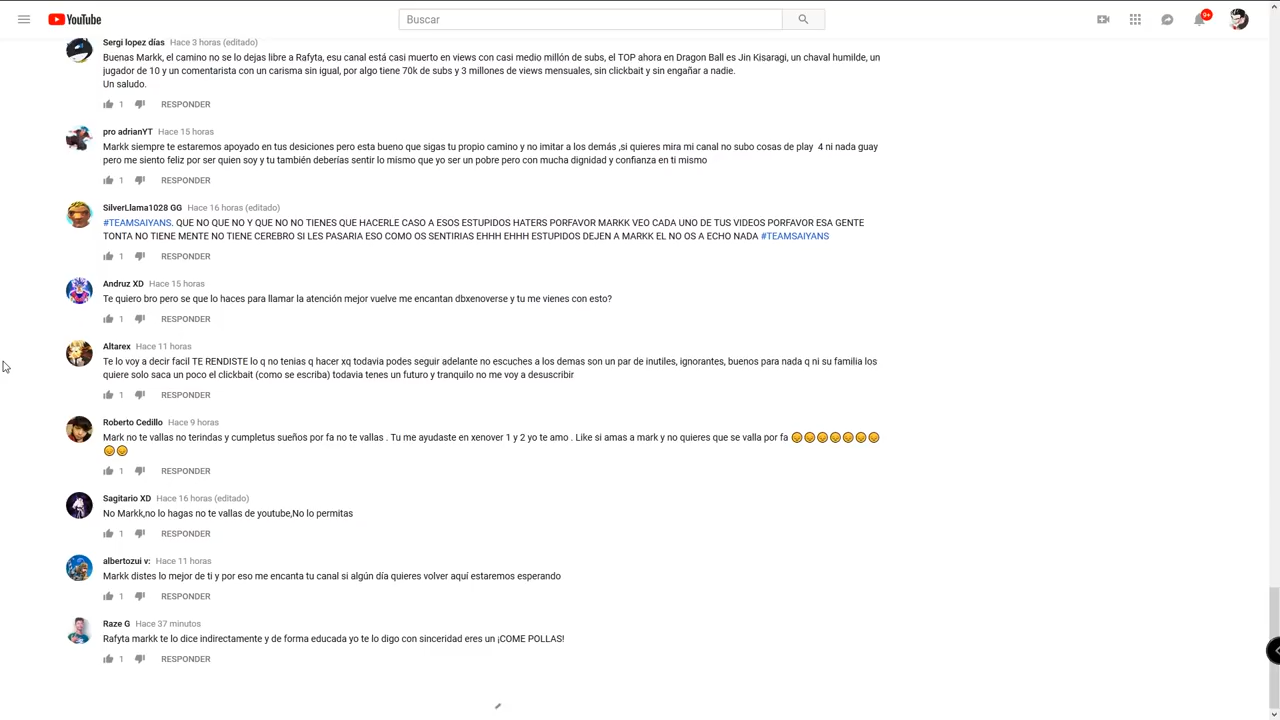 YouTube
Buscar
9+
Sergi lopez días Hace 3 horas (editado)
Buenas Markk, el camino no se lo dejas libre a Rafyta, esu canal está casi muerto en views con casi medio millón de subs, el TOP ahora en Dragon Ball es Jin Kisaragi, un chaval humilde, un
jugador de 10 y un comentarista con un carisma sin igual, por algo tiene 70k de subs y 3 millones de views mensuales, sin clickbait y sin engañar a nadie.
Un saludo.
1 RESPONDER
pro adrianYT Hace 15 horas
Markk siempre te estaremos apoyado en tus desiciones pero esta bueno que sigas tu propio camino y no imitar a los demás ,si quieres mira mi canal no subo cosas de play 4 ni nada guay
pero me siento feliz por ser quien soy y tu también deberías sentir lo mismo que yo ser un pobre pero con mucha dignidad y confianza en ti mismo
1 RESPONDER
SilverLlama1028 GG Hace 16 horas (editado)
#TEAMSAIYANS. QUE NO QUE NO Y QUE NO NO TIENES QUE HACERLE CASO A ESOS ESTUPIDOS HATERS PORFAVOR MARKK VEO CADA UNO DE TUS VIDEOS PORFAVOR ESA GENTE
TONTA NO TIENE MENTE NO TIENE CEREBRO SI LES PASARIA ESO COMO OS SENTIRIAS EHHH EHHH ESTUPIDOS DEJEN A MARKK EL NO OS A ECHO NADA #TEAMSAIYANS
1 RESPONDER
Andruz XD Hace 15 horas
Te quiero bro pero se que lo haces para llamar la atención mejor vuelve me encantan dbxenoverse y tu me vienes con esto?
1 RESPONDER
Altarex Hace 11 horas
Te lo voy a decir facil TE RENDISTE lo q no tenias q hacer xq todavia podes seguir adelante no escuches a los demas son un par de inutiles, ignorantes, buenos para nada q ni su familia los
quiere solo saca un poco el clickbait (como se escriba) todavia tenes un futuro y tranquilo no me voy a desuscribir
1 RESPONDER
Roberto Cedillo Hace 9 horas
Mark no te vallas no terindas y cumpletus sueños por fa no te vallas . Tu me ayudaste en xenover 1 y 2 yo te amo . Like si amas a mark y no quieres que se valla por fa
1 RESPONDER
Sagitario XD Hace 16 horas (editado)
No Markk,no lo hagas no te vallas de youtube,No lo permitas
1 RESPONDER
albertozui v: Hace 11 horas
Markk distes lo mejor de ti y por eso me encanta tu canal si algún día quieres volver aquí estaremos esperando
1 RESPONDER
Raze G Hace 37 minutos
Rafyta markk te lo dice indirectamente y de forma educada yo te lo digo con sinceridad eres un ¡COME POLLAS!
1 RESPONDER